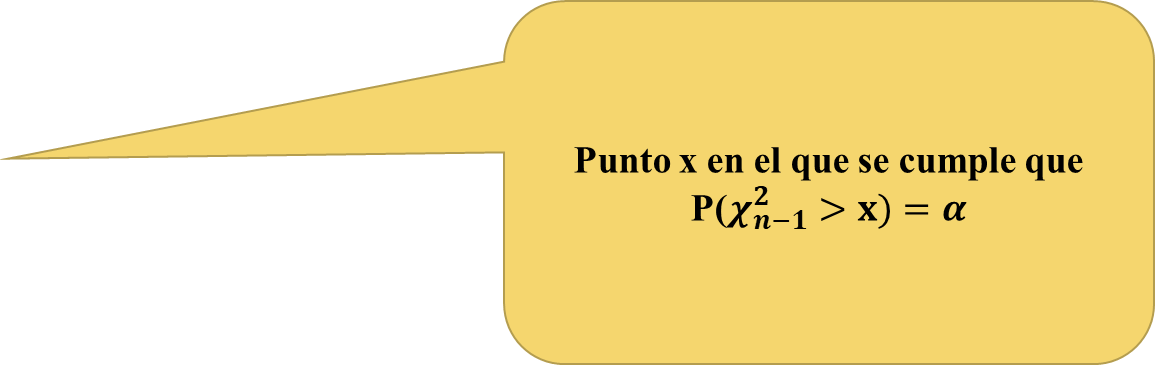 Punto x en el que se cumple que
P(χ²ₙ₋₁ > x) = α